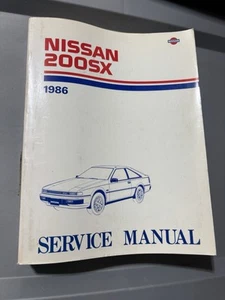 NISSAN
200SX
1986
SERVICE MANUAL